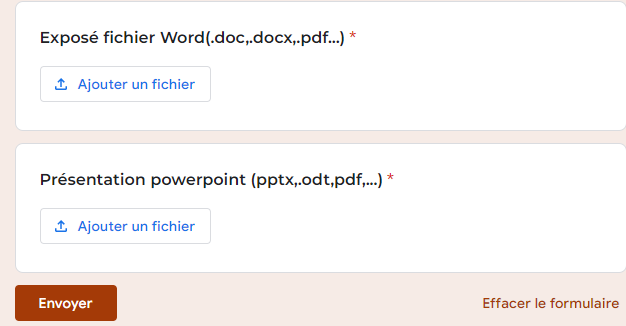 Exposé fichier Word(.doc,.docx,.pdf...) *
Ajouter un fichier
Présentation powerpoint (pptx,.odt,pdf,...) *
Ajouter un fichier
Envoyer
Effacer le formulaire